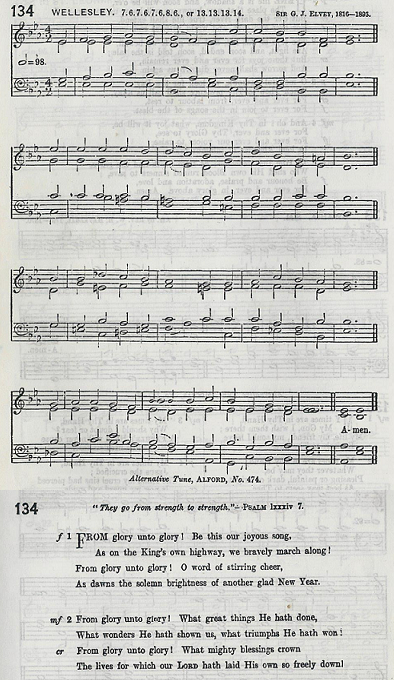 134 WELLESLEY. 7.6.7.6.7.6.8.6., or 13.13.13.14. SIR G. J. ELVEY, 1816—1893.
=98.
A- men.
Alternative Tune, ALFORD, No. 474.
134 "They go from strength to strength."—PSALM lxxxiv 7.
f 1 FROM glory unto glory! Be this our joyous song,
As on the King's own highway, we bravely march along!
From glory unto glory! O word of stirring cheer,
As dawns the solemn brightness of another glad New Year.
mf 2 From glory unto glory! What great things He hath done,
What wonders He hath shown us, what triumphs He hath won!
cr From glory unto glory! What mighty blessings crown
The lives for which our LORD hath laid His own so freely down!